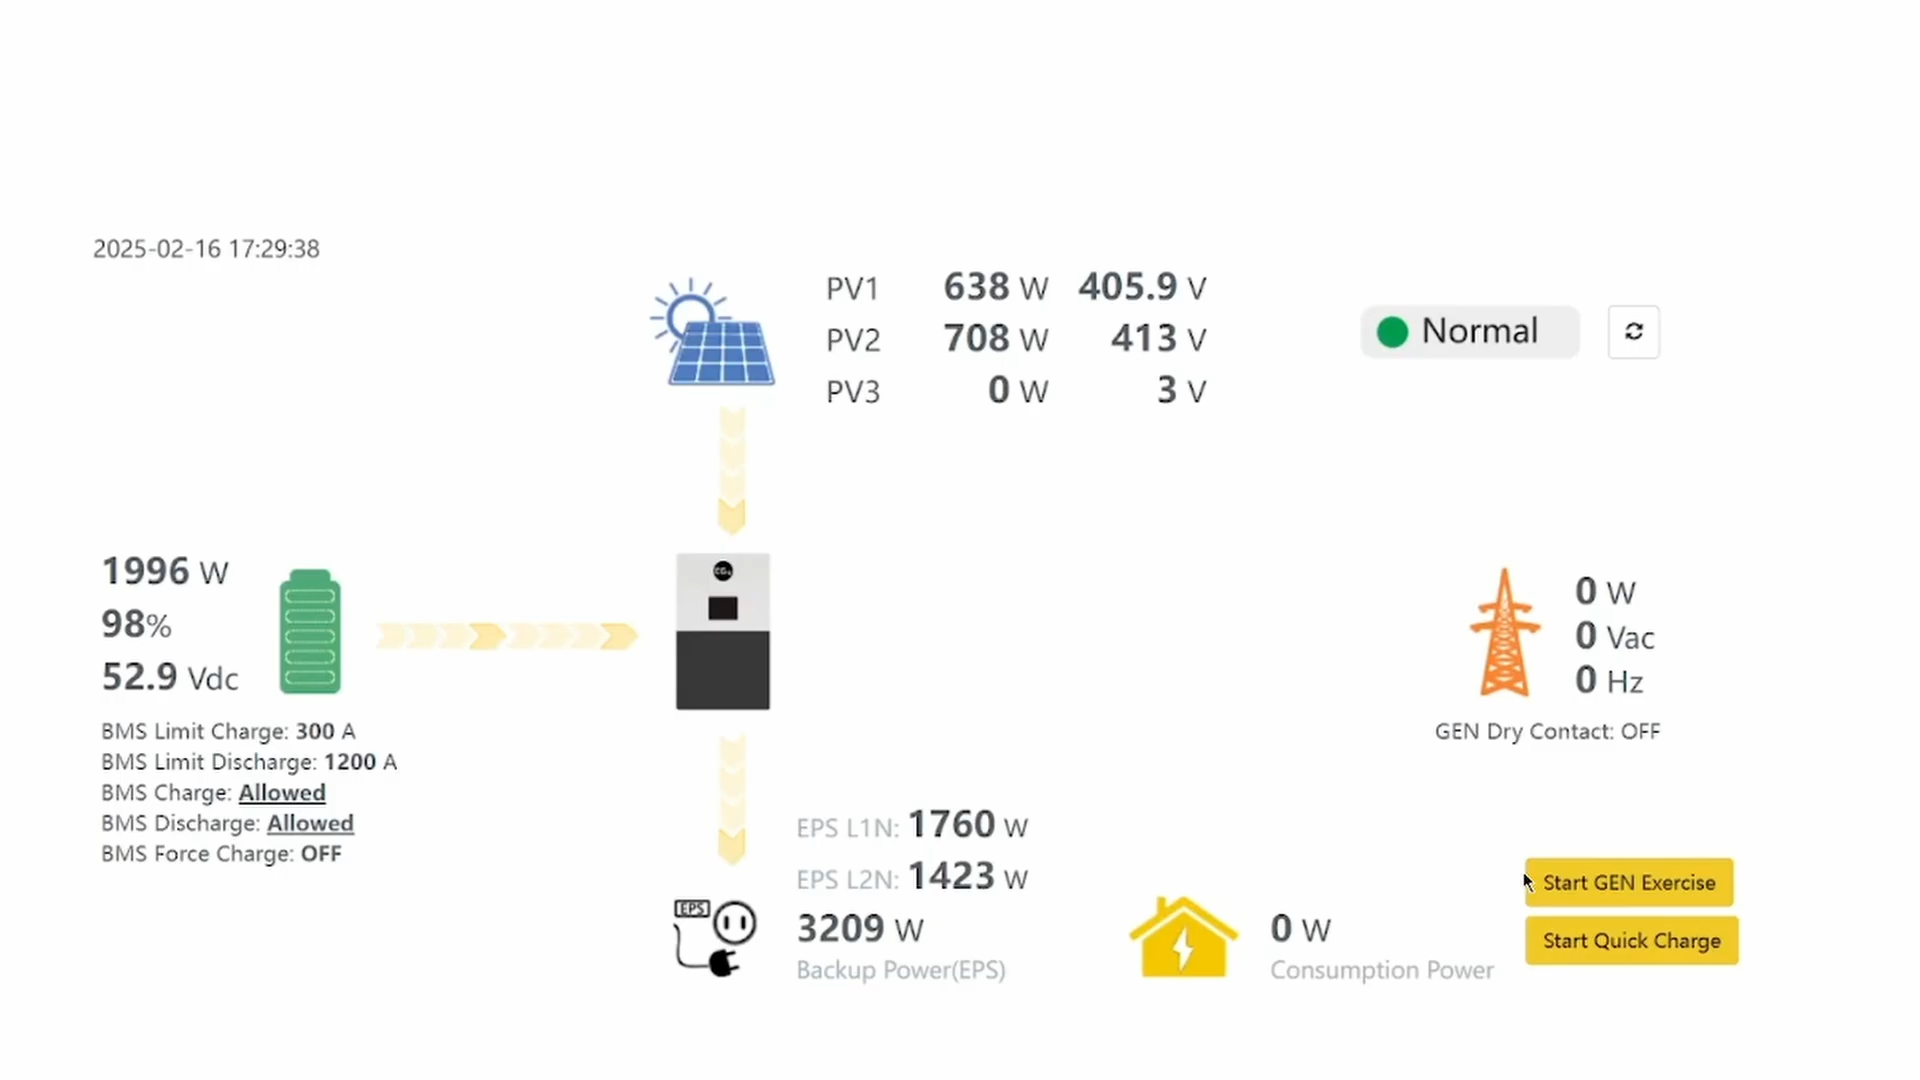 2025-02-16 17:29:38
PV1 638 W 405.9 V
PV2 708 W 413 V
PV3 0 W 3 V
Normal
1996 W
98%
52.9 Vdc
BMS Limit Charge: 300 A
BMS Limit Discharge: 1200 A
BMS Charge: Allowed
BMS Discharge: Allowed
BMS Force Charge: OFF
0 W
0 Vac
0 Hz
GEN Dry Contact: OFF
EPS L1N: 1760 W
EPS L2N: 1423 W
EPS
3209 W
Backup Power(EPS)
0 W
Consumption Power
Start GEN Exercise
Start Quick Charge